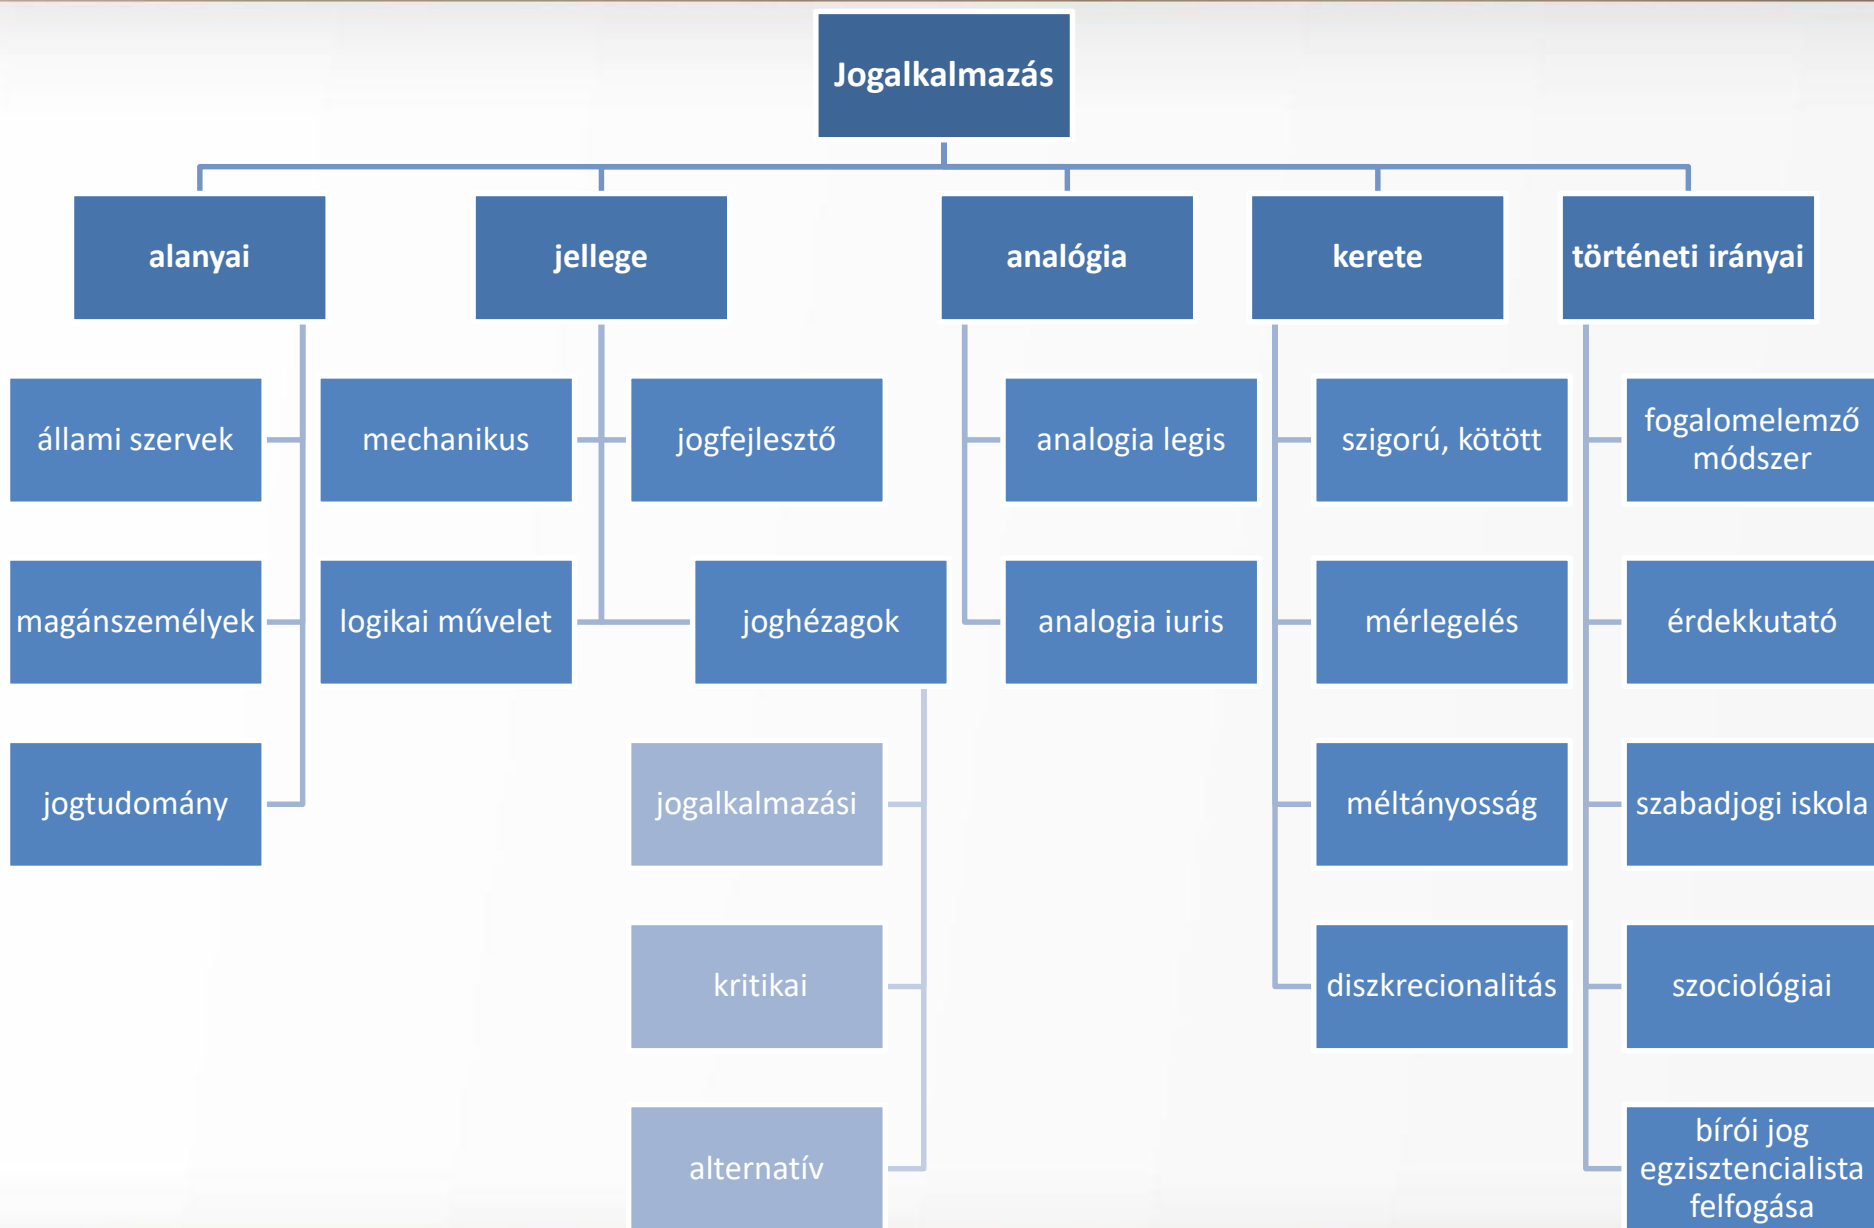 Jogalkalmazás
alanyai
jellege
analógia
kerete
történeti irányai
állami szervek
mechanikus
jogfejlesztő
analogia legis
szigorú, kötött
fogalomelemző
módszer
magánszemélyek
logikai művelet
joghézagok
analogia iuris
mérlegelés
érdekkutató
jogtudomány
jogalkalmazási
méltányosság
szabadjogi iskola
kritikai
diszkrecionalitás
szociológiai
alternatív
bírói jog
egzisztencialista
felfogása